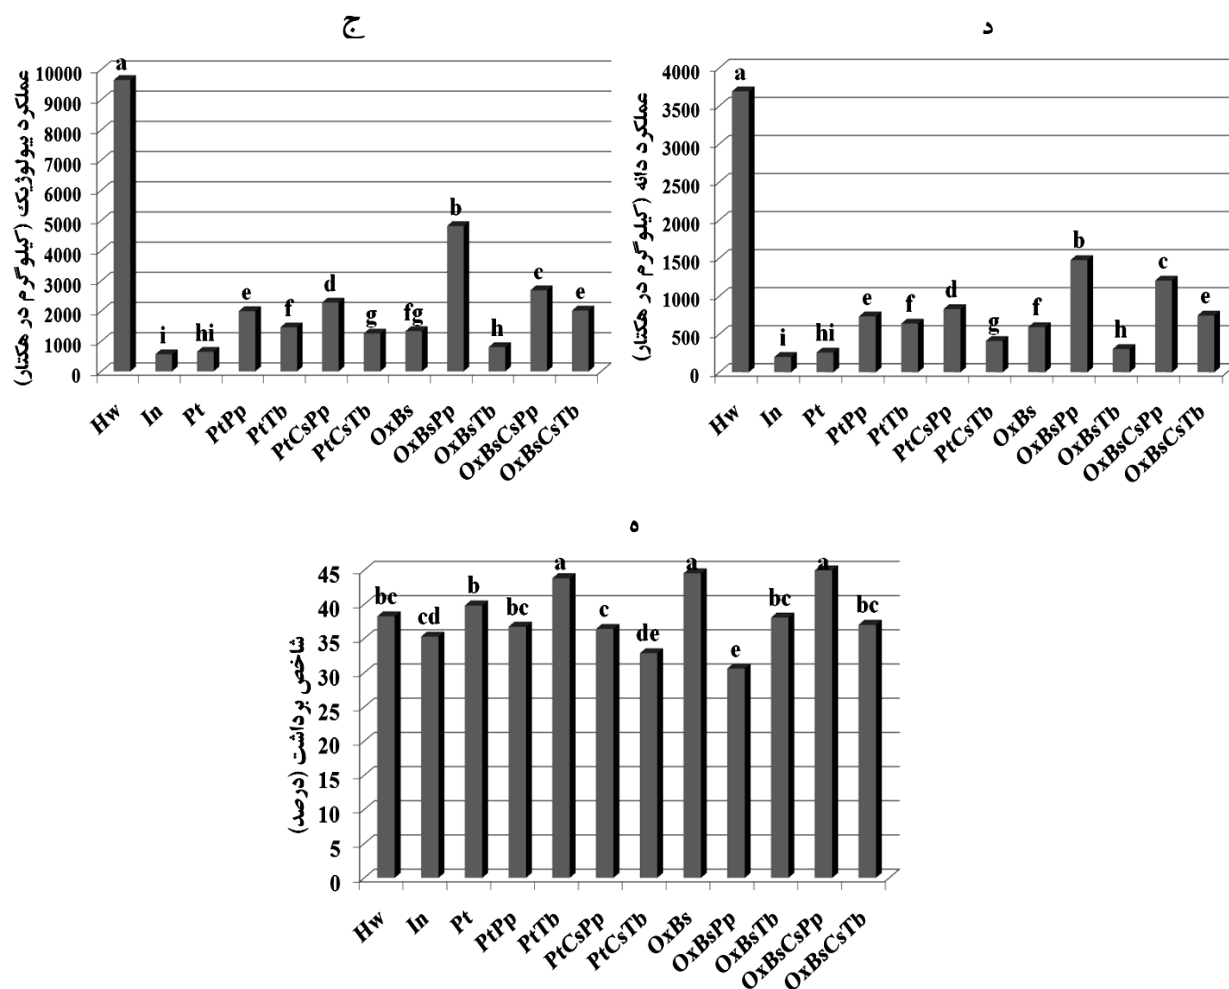 ج
عملکرد بیولوژیک (کیلوگرم در هکتار)
10000
9000
8000
7000
6000
5000
4000
3000
2000
1000
0
a
i
hi
e
f
d
g
fg
b
h
c
e
Hw
In
Pt
PtPp
PtTb
PtCsPp
PtCsTb
OxBs
OxBsPp
OxBsTb
OxBsCsPp
OxBsCsTb
د
عملکرد دانه (کیلوگرم در هکتار)
4000
3500
3000
2500
2000
1500
1000
500
0
a
i
hi
e
f
d
g
f
b
h
c
e
Hw
In
Pt
PtPp
PtTb
PtCsPp
PtCsTb
OxBs
OxBsPp
OxBsTb
OxBsCsPp
OxBsCsTb
ه
شاخص برداشت (درصد)
45
40
35
30
25
20
15
10
5
0
bc
cd
b
bc
a
c
de
a
e
bc
a
bc
Hw
In
Pt
PtPp
PtTb
PtCsPp
PtCsTb
OxBs
OxBsPp
OxBsTb
OxBsCsPp
OxBsCsTb